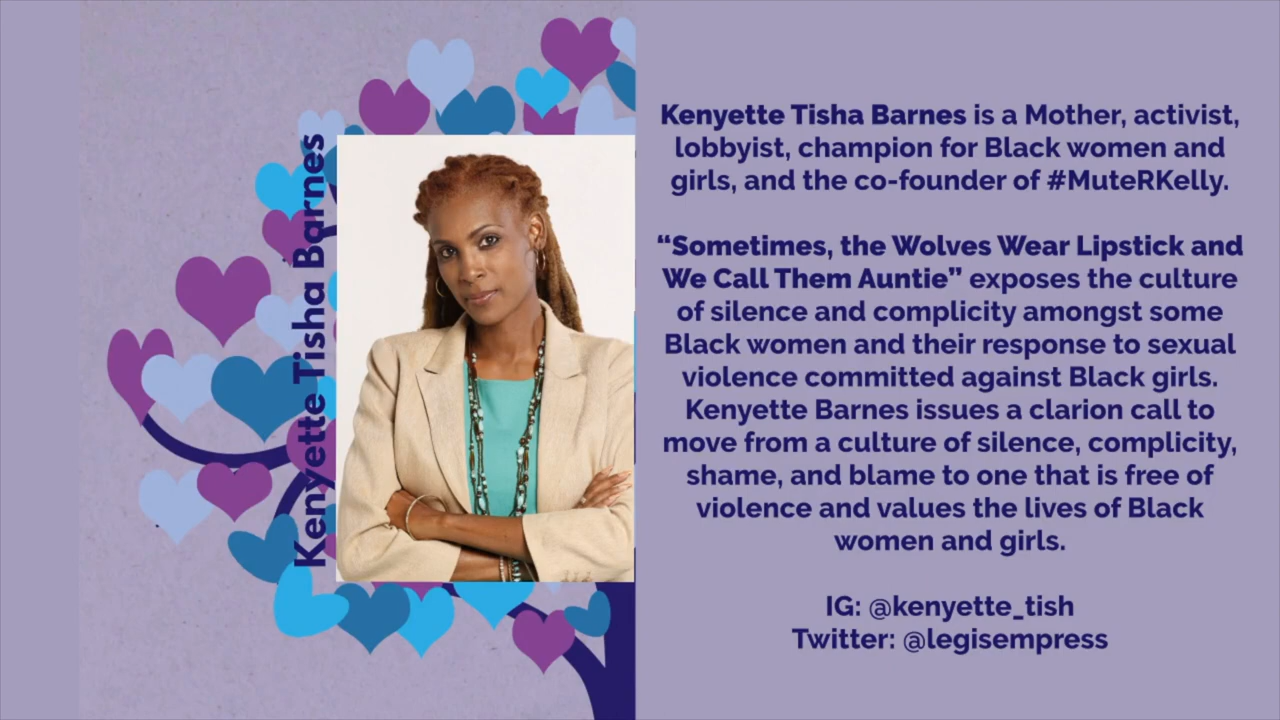 Kenyette Tisha Barnes
Kenyette Tisha Barnes is a Mother, activist,
lobbyist, champion for Black women and
girls, and the co-founder of #MuteRKelly.
“Sometimes, the Wolves Wear Lipstick and
We Call Them Auntie” exposes the culture
of silence and complicity amongst some
Black women and their response to sexual
violence committed against Black girls.
Kenyette Barnes issues a clarion call to
move from a culture of silence, complicity,
shame, and blame to one that is free of
violence and values the lives of Black
women and girls.
IG: @kenyette_tish
Twitter: @legisempress